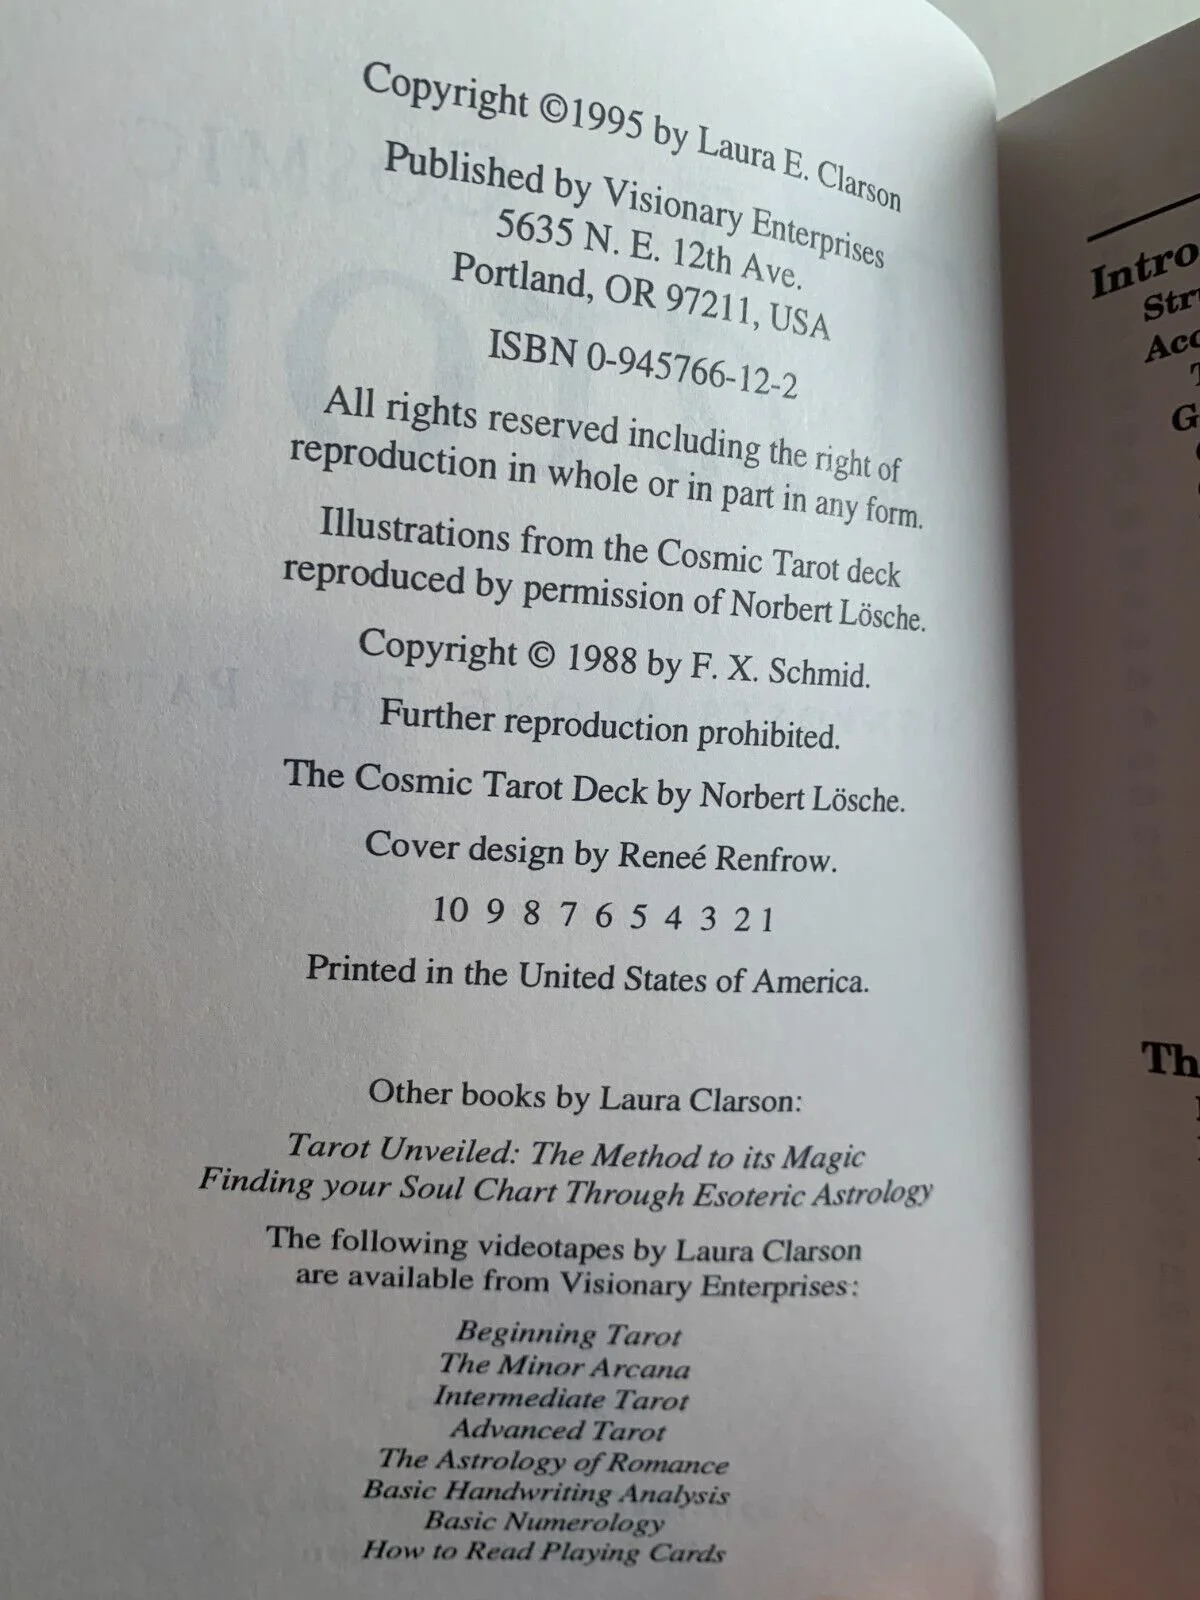 Copyright ©1995 by Laura E. Clarson
Published by Visionary Enterprises
5635 N. E. 12th Ave.
Portland, OR 97211, USA
ISBN 0-945766-12-2
All rights reserved including the right of
reproduction in whole or in part in any form.
Illustrations from the Cosmic Tarot deck
reproduced by permission of Norbert Lösche.
Copyright © 1988 by F. X. Schmid.
Further reproduction prohibited.
The Cosmic Tarot Deck by Norbert Lösche.
Cover design by Reneé Renfrow.
10 9 8 7 6 5 4 3 2 1
Printed in the United States of America.
Other books by Laura Clarson:
Tarot Unveiled: The Method to its Magic
Finding your Soul Chart Through Esoteric Astrology
The following videotapes by Laura Clarson
are available from Visionary Enterprises:
Beginning Tarot
The Minor Arcana
Intermediate Tarot
Advanced Tarot
The Astrology of Romance
Basic Handwriting Analysis
Basic Numerology
How to Read Playing Cards
Intro
Str
Acc
T
G
Th